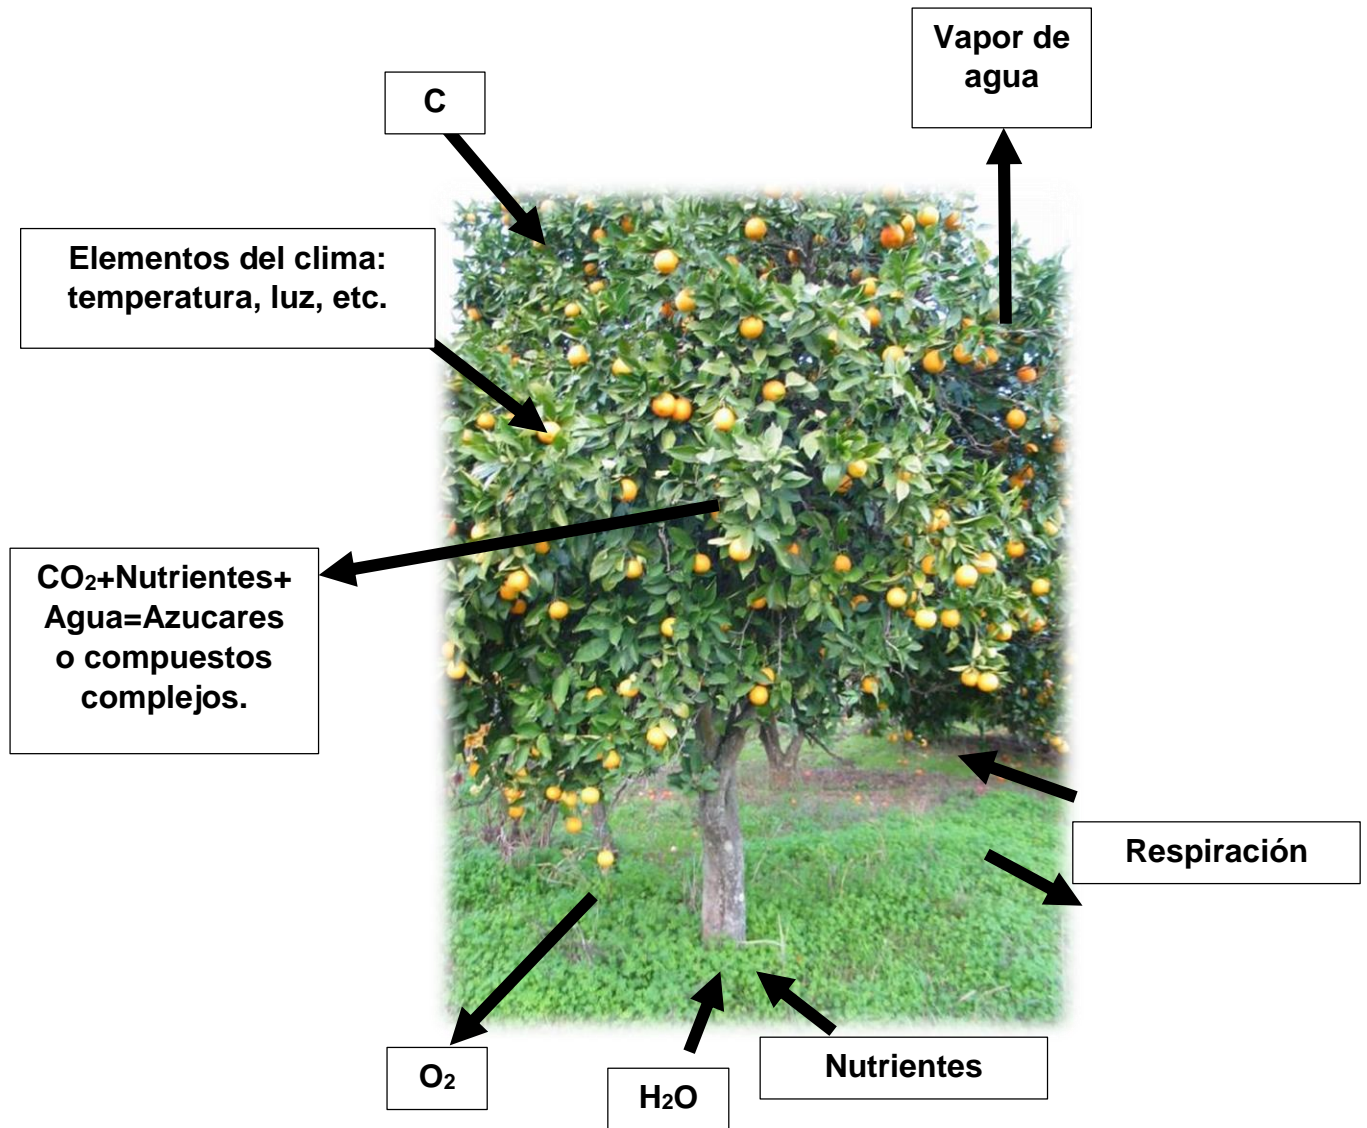 Vapor de
agua
C
Elementos del clima:
temperatura, luz, etc.
CO₂+Nutrientes+
Agua=Azucares
o compuestos
complejos.
Respiración
O₂
H₂O
Nutrientes